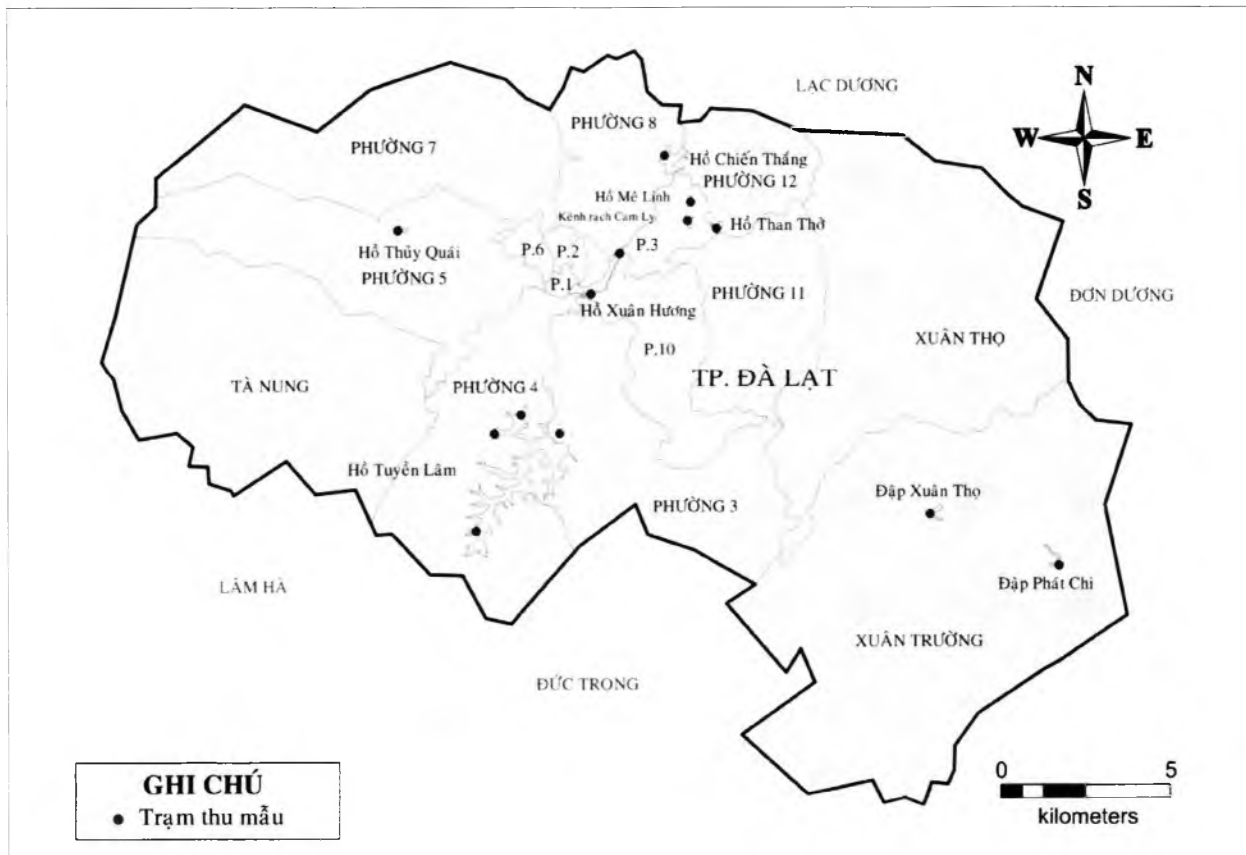 LẠC DƯƠNG
N
PHƯỜNG 8
W
E
PHƯỜNG 7
Hồ Chiến Thắng
PHƯỜNG 12
S
Hồ Mê Linh
Kênh rạch Cam Ly
Hồ Than Thở
P.6
P.2
P.3
Hồ Thủy Quái
PHƯỜNG 5
P.1
PHƯỜNG 11
ĐƠN DƯƠNG
Hồ Xuân Hương
XUÂN THỌ
P.10
TP. ĐÀ LẠT
TÀ NUNG
PHƯỜNG 4
Hồ Tuyền Lâm
Đập Xuân Thọ
PHƯỜNG 3
LÂM HÀ
Đập Phát Chi
XUÂN TRƯỜNG
ĐỨC TRONG
GHI CHÚ
Trạm thu mẫu
0 5
kilometers